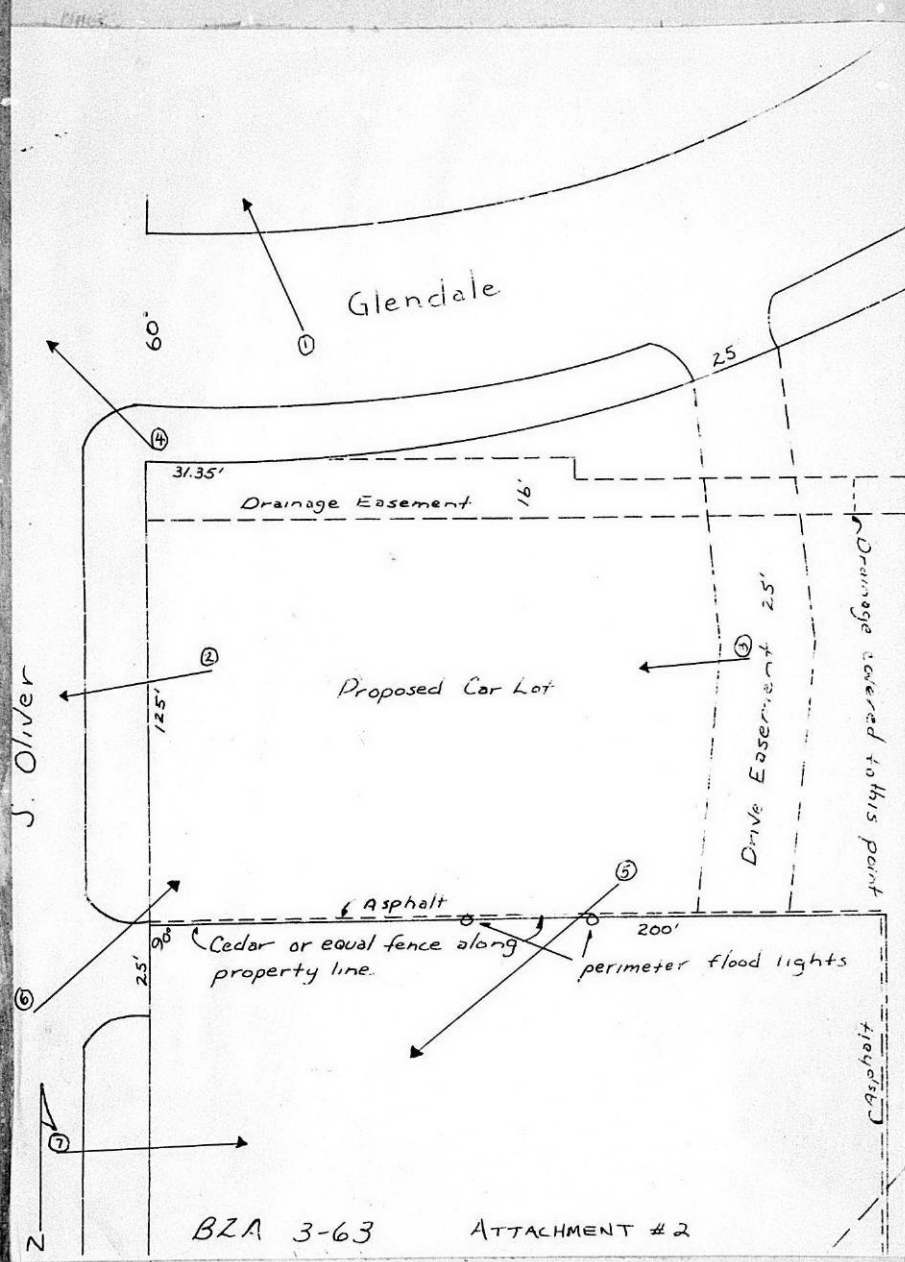 Glendale
60°
①
25
④
31.35'
Drainage Easement
16'
②
③
Proposed Car Lot
125'
Drive Easement 25'
Drainage covered to this point
S. Oliver
⑤
Asphalt
90°
Cedar or equal fence along
property line.
200'
perimeter flood lights
25'
⑥
Asphalt
⑦
N
BZA 3-63
ATTACHMENT #2